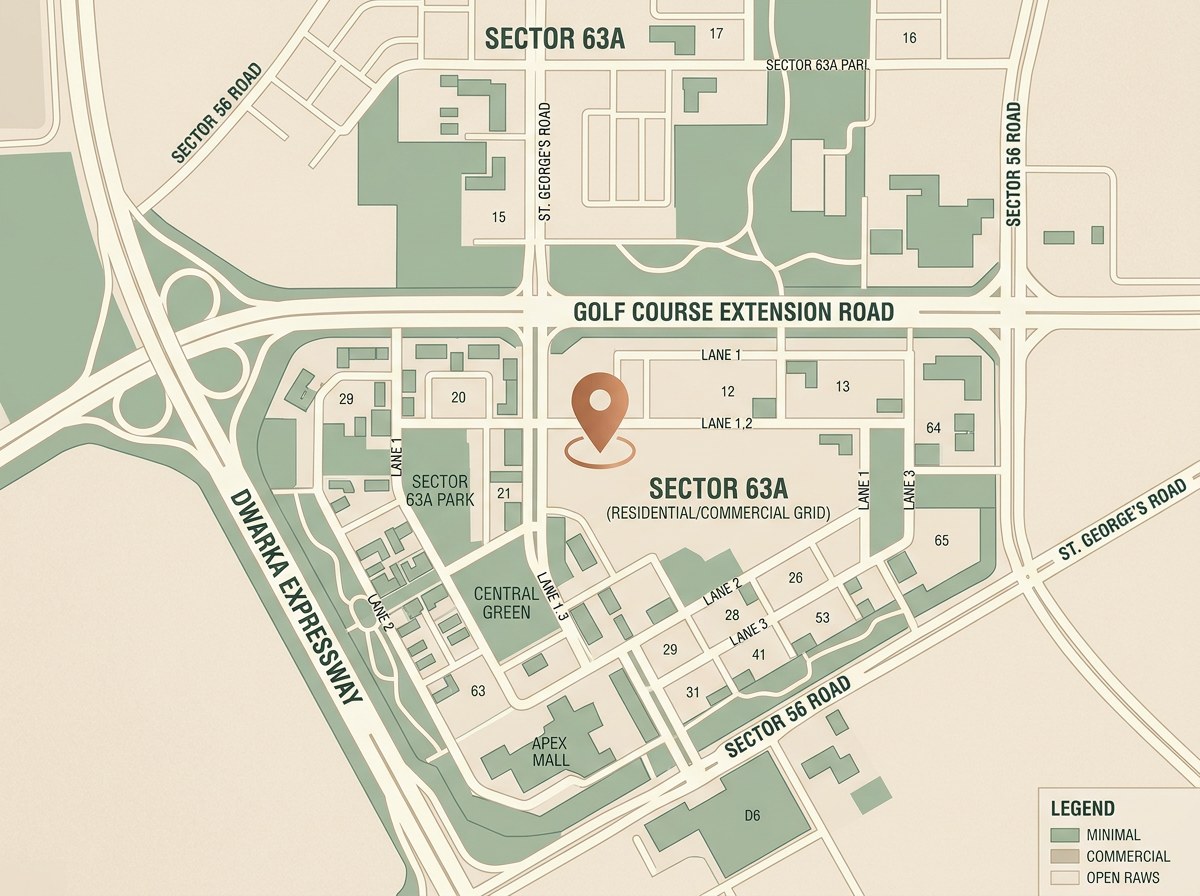 SECTOR 63A
17
16
SECTOR 63A PARL
SECTOR 56 ROAD
ST. GEORGE'S ROAD
SECTOR 56 ROAD
15
GOLF COURSE EXTENSION ROAD
LANE 1
12
13
29
20
LANE 1,2
64
LANE 1
SECTOR
63A PARK
21
SECTOR 63A
(RESIDENTIAL/COMMERCIAL GRID)
LANE 1
LANE 3
65
ST. GEORGE'S ROAD
DWARKA EXPRESSWAY
LANE 2
CENTRAL
GREEN
LANE 1.3
LANE 2
26
28
53
LANE 3
29
41
31
63
SECTOR 56 ROAD
APEX
MALL
D6
LEGEND
MINIMAL
COMMERCIAL
OPEN RAWS